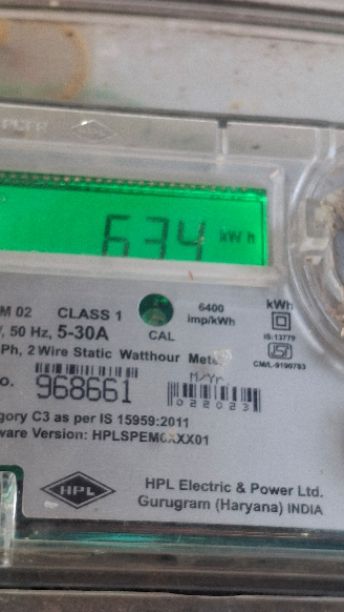 634 kWh
M 02 CLASS 1 6400 imp/kWh kWh
, 50 Hz, 5-30A CAL IS:13779
Ph, 2 Wire Static Watthour CM/L-9190783
o. 968661 M/Yr.
022023
gory C3 as per IS 15959:2011
ware Version:
HPL HPL Electric & Power Ltd.
Gurugram (Haryana) INDIA